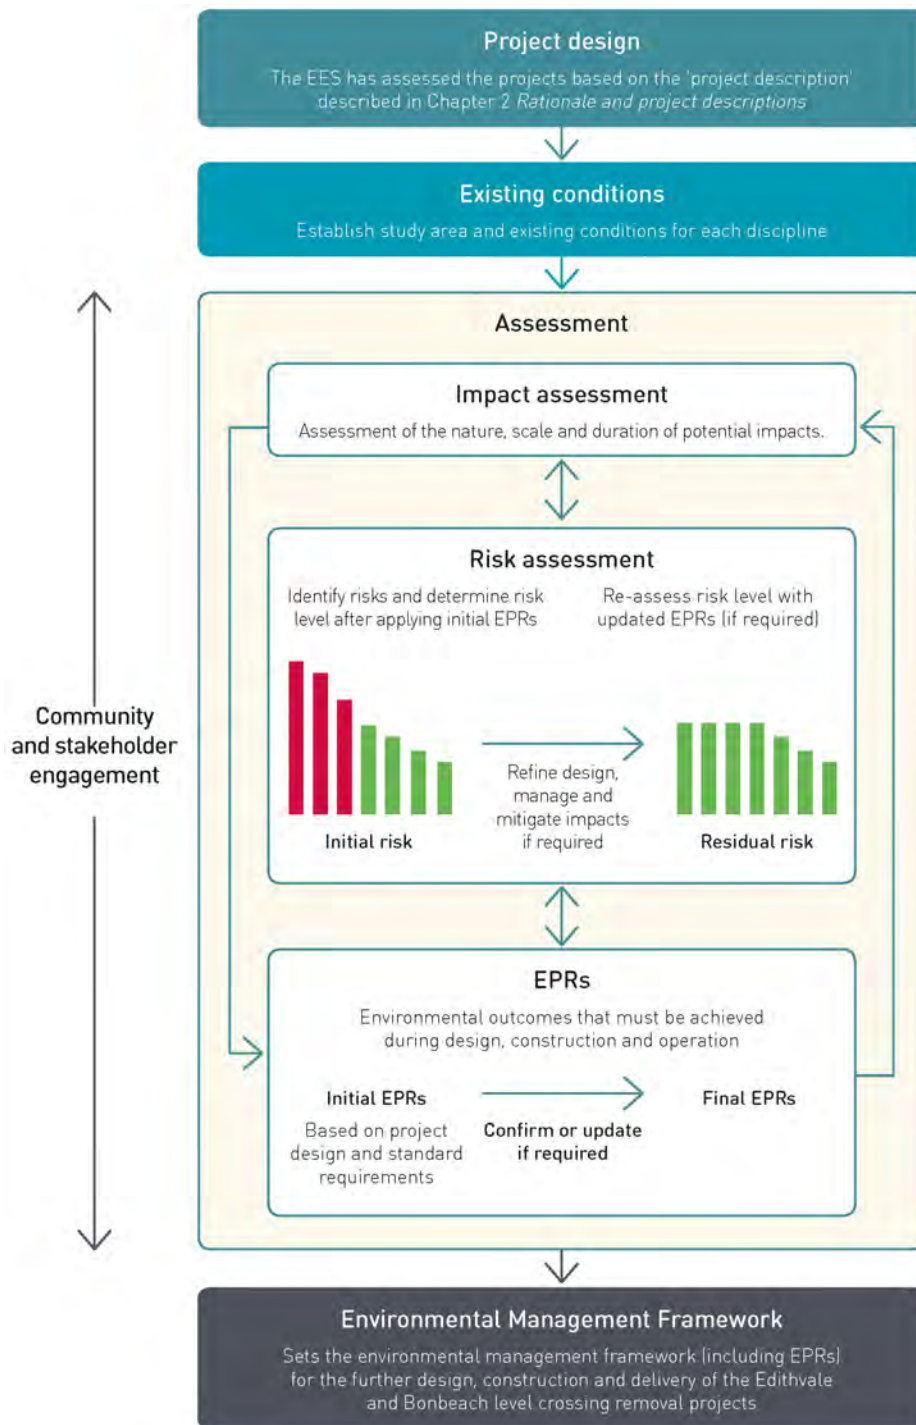 Project design
The EES has assessed the projects based on the 'project description'
described in Chapter 2 Rationale and project descriptions
Existing conditions
Establish study area and existing conditions for each discipline
Assessment
Impact assessment
Assessment of the nature, scale and duration of potential impacts.
Risk assessment
Identify risks and determine risk
level after applying initial EPRs
Re-assess risk level with
updated EPRs (if required)
Community
and stakeholder
engagement
Refine design,
manage and
mitigate impacts
if required
Initial risk
Residual risk
EPRs
Environmental outcomes that must be achieved
during design, construction and operation
Initial EPRs
Based on project
design and standard
requirements
Confirm or update
if required
Final EPRs
Environmental Management Framework
Sets the environmental management framework (including EPRs)
for the further design, construction and delivery of the Edithvale
and Bonbeach level crossing removal projects